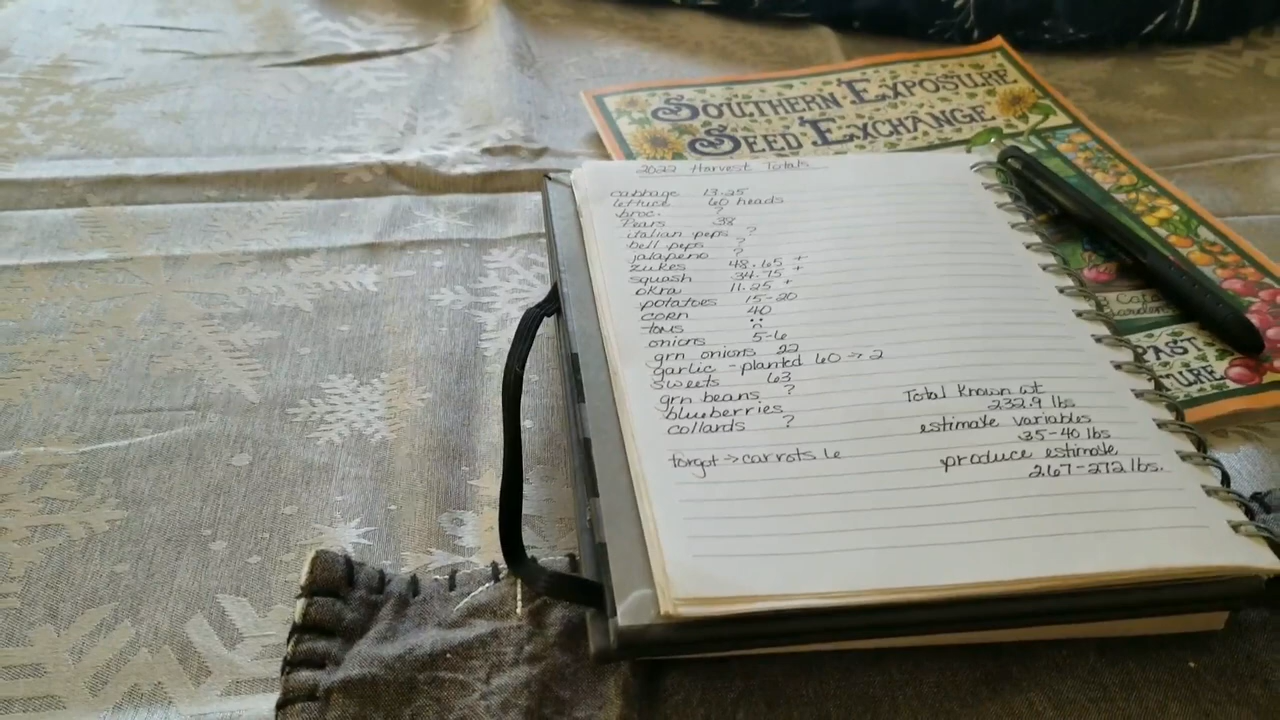 SOUTHERN EXPOSURE
SEED EXCHANGE
2022 Harvest Totals
cabbage 13.25
lettuce 60 heads
broc. ?
Pears 38
italian peps ?
bell peps ?
jalapeno ?
zukes 48.65 +
squash 34.75 +
okra 11.25 +
potatoes 15-20
corn 40
toms :(
onions 5-6
grn onions 22
garlic - planted 60 → 2
sweets 63
grn beans ?
blueberries
collards ?
forgot → carrots 6
Total Known at
232.9 lbs
estimate variables
35-40 lbs
produce estimate
2.67-272 lbs.
PAST